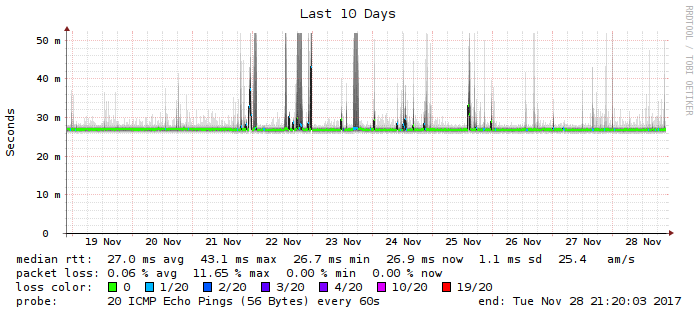 Last 10 Days
RRDTOOL / TOBI OETIKER
Seconds
50 m
40 m
30 m
20 m
10 m
0
19 Nov 20 Nov 21 Nov 22 Nov 23 Nov 24 Nov 25 Nov 26 Nov 27 Nov 28 Nov
median rtt: 27.0 ms avg 43.1 ms max 26.7 ms min 26.9 ms now 1.1 ms sd 25.4 am/s
packet loss: 0.06 % avg 11.65 % max 0.00 % min 0.00 % now
loss color: 0 1/20 2/20 3/20 4/20 10/20 19/20
probe: 20 ICMP Echo Pings (56 Bytes) every 60s end: Tue Nov 28 21:20:03 2017